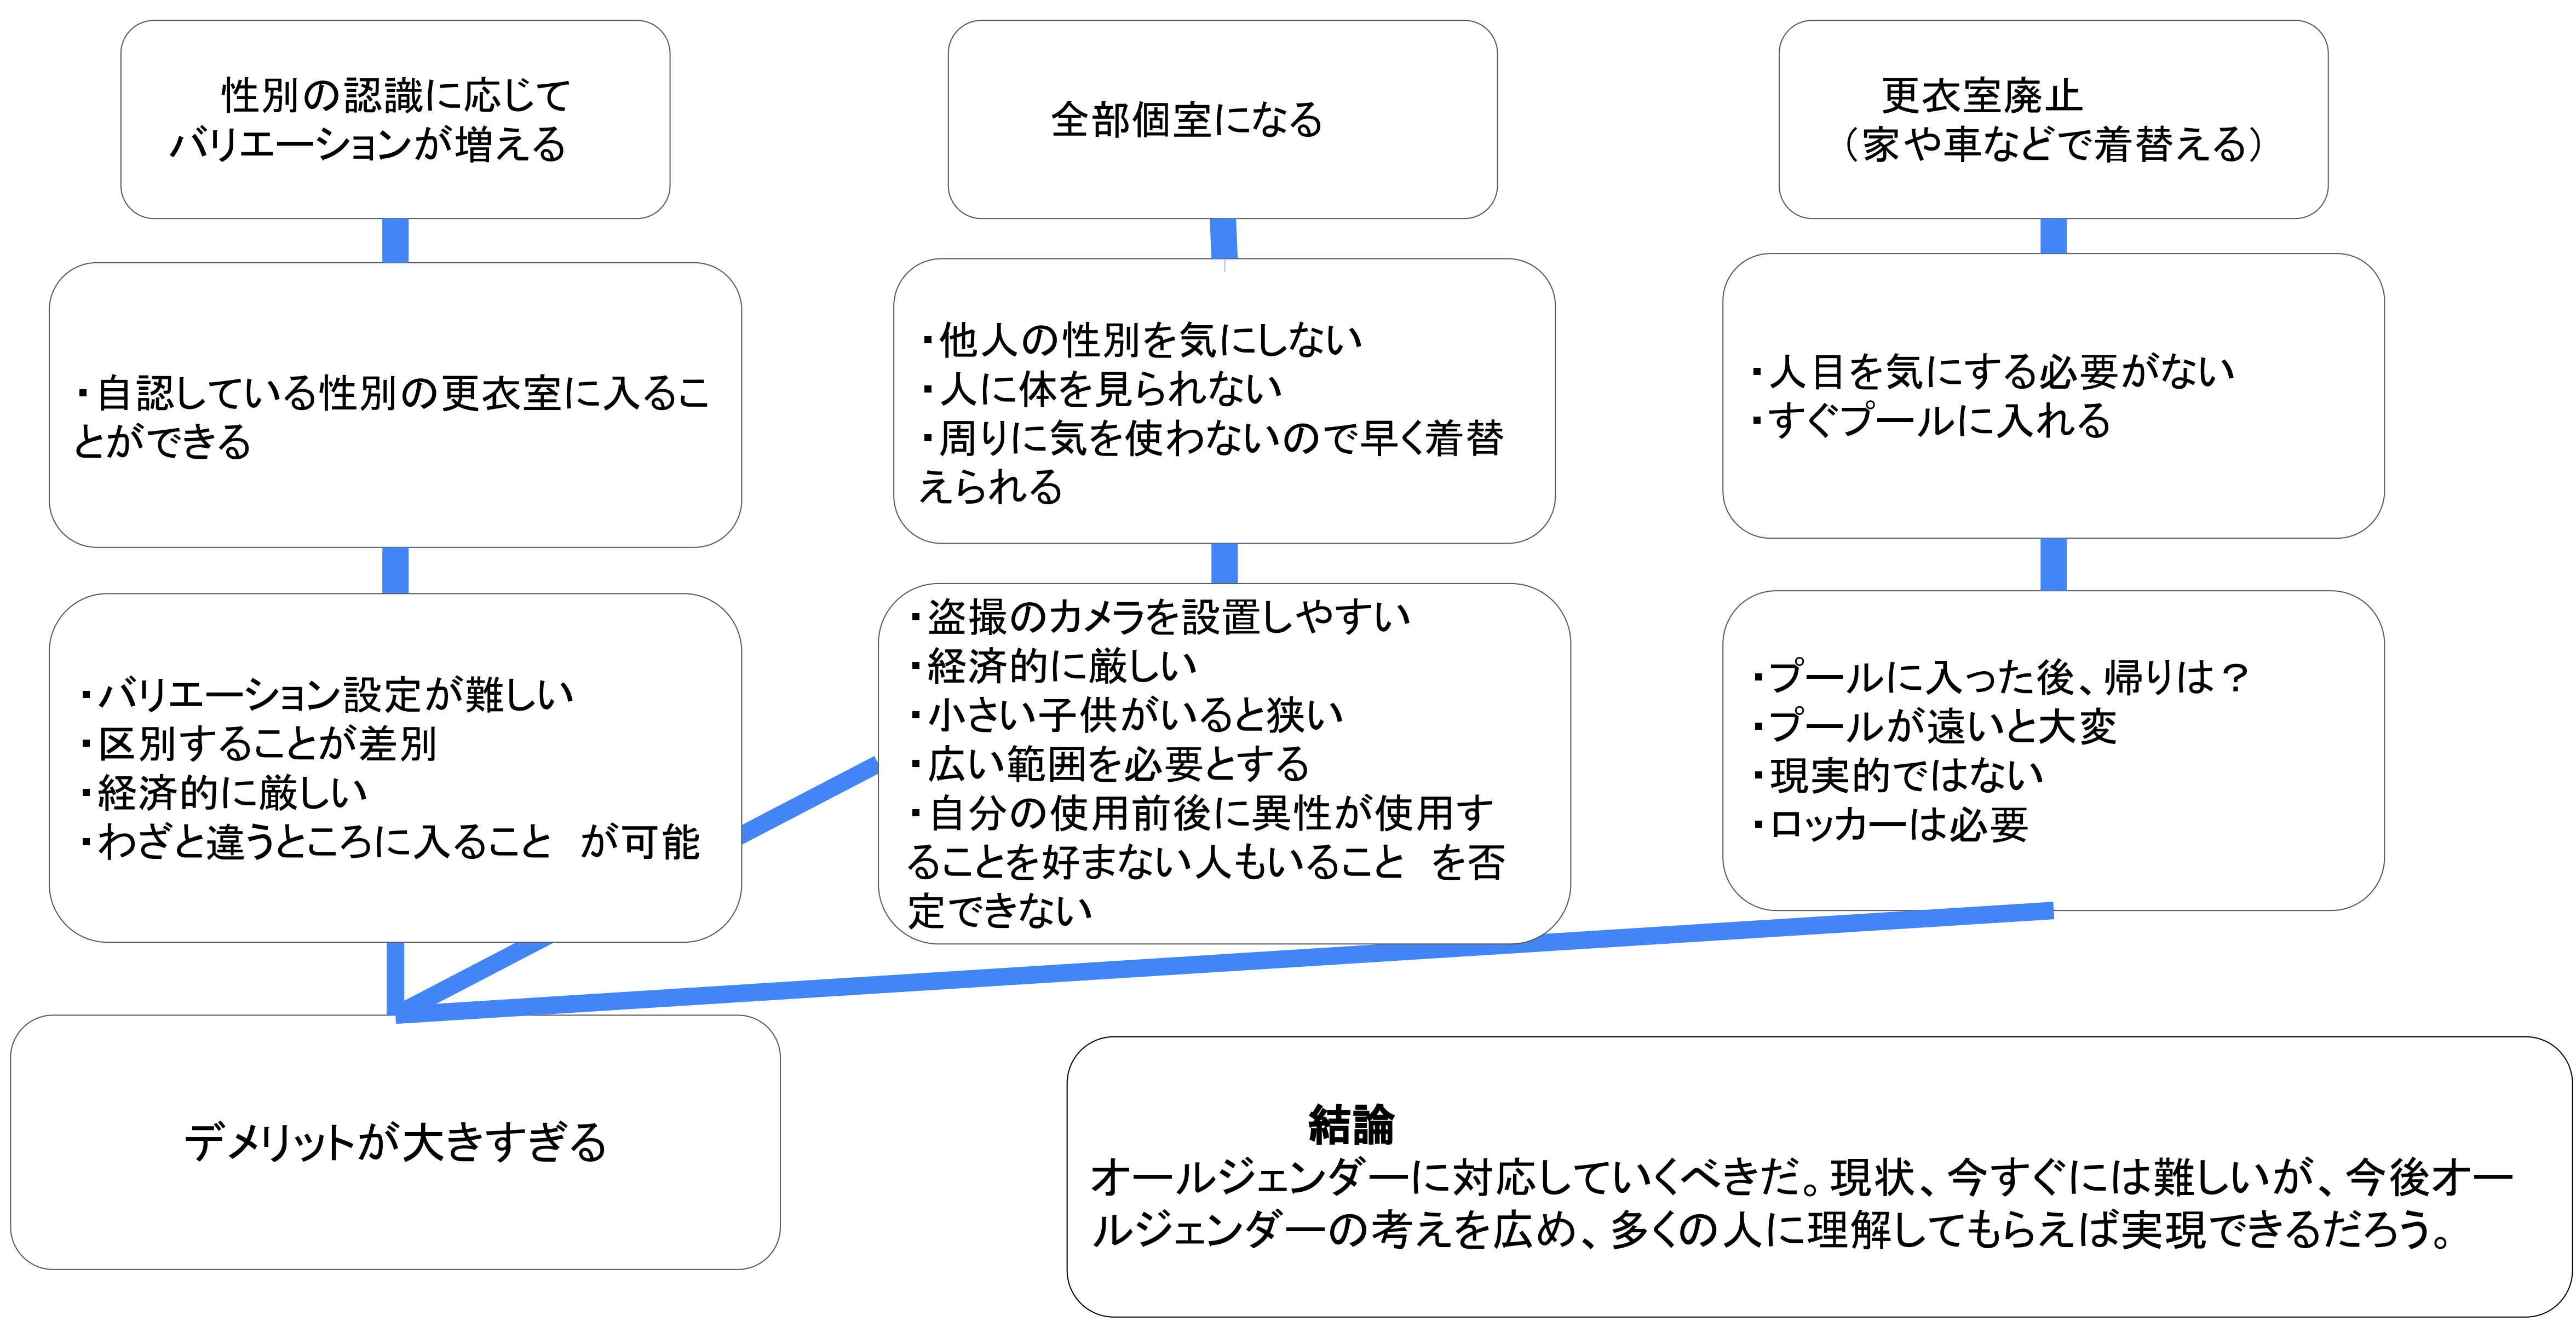 性別の認識に応じて
バリエーションが増える
全部個室になる
更衣室廃止
（家や車などで着替える）
・自認している性別の更衣室に入るこ
とができる
・他人の性別を気にしない
・人に体を見られない
・周りに気を使わないので早く着替
えられる
・人目を気にする必要がない
・すぐプールに入れる
・バリエーション設定が難しい
・区別することが差別
・経済的に厳しい
・わざと違うところに入ること　が可能
・盗撮のカメラを設置しやすい
・経済的に厳しい
・小さい子供がいると狭い
・広い範囲を必要とする
・自分の使用前後に異性が使用す
ることを好まない人もいること　を否
定できない
・プールに入った後、帰りは？
・プールが遠いと大変
・現実的ではない
・ロッカーは必要
デメリットが大きすぎる
結論
オールジェンダーに対応していくべきだ。現状、今すぐには難しいが、今後オー
ルジェンダーの考えを広め、多くの人に理解してもらえば実現できるだろう。